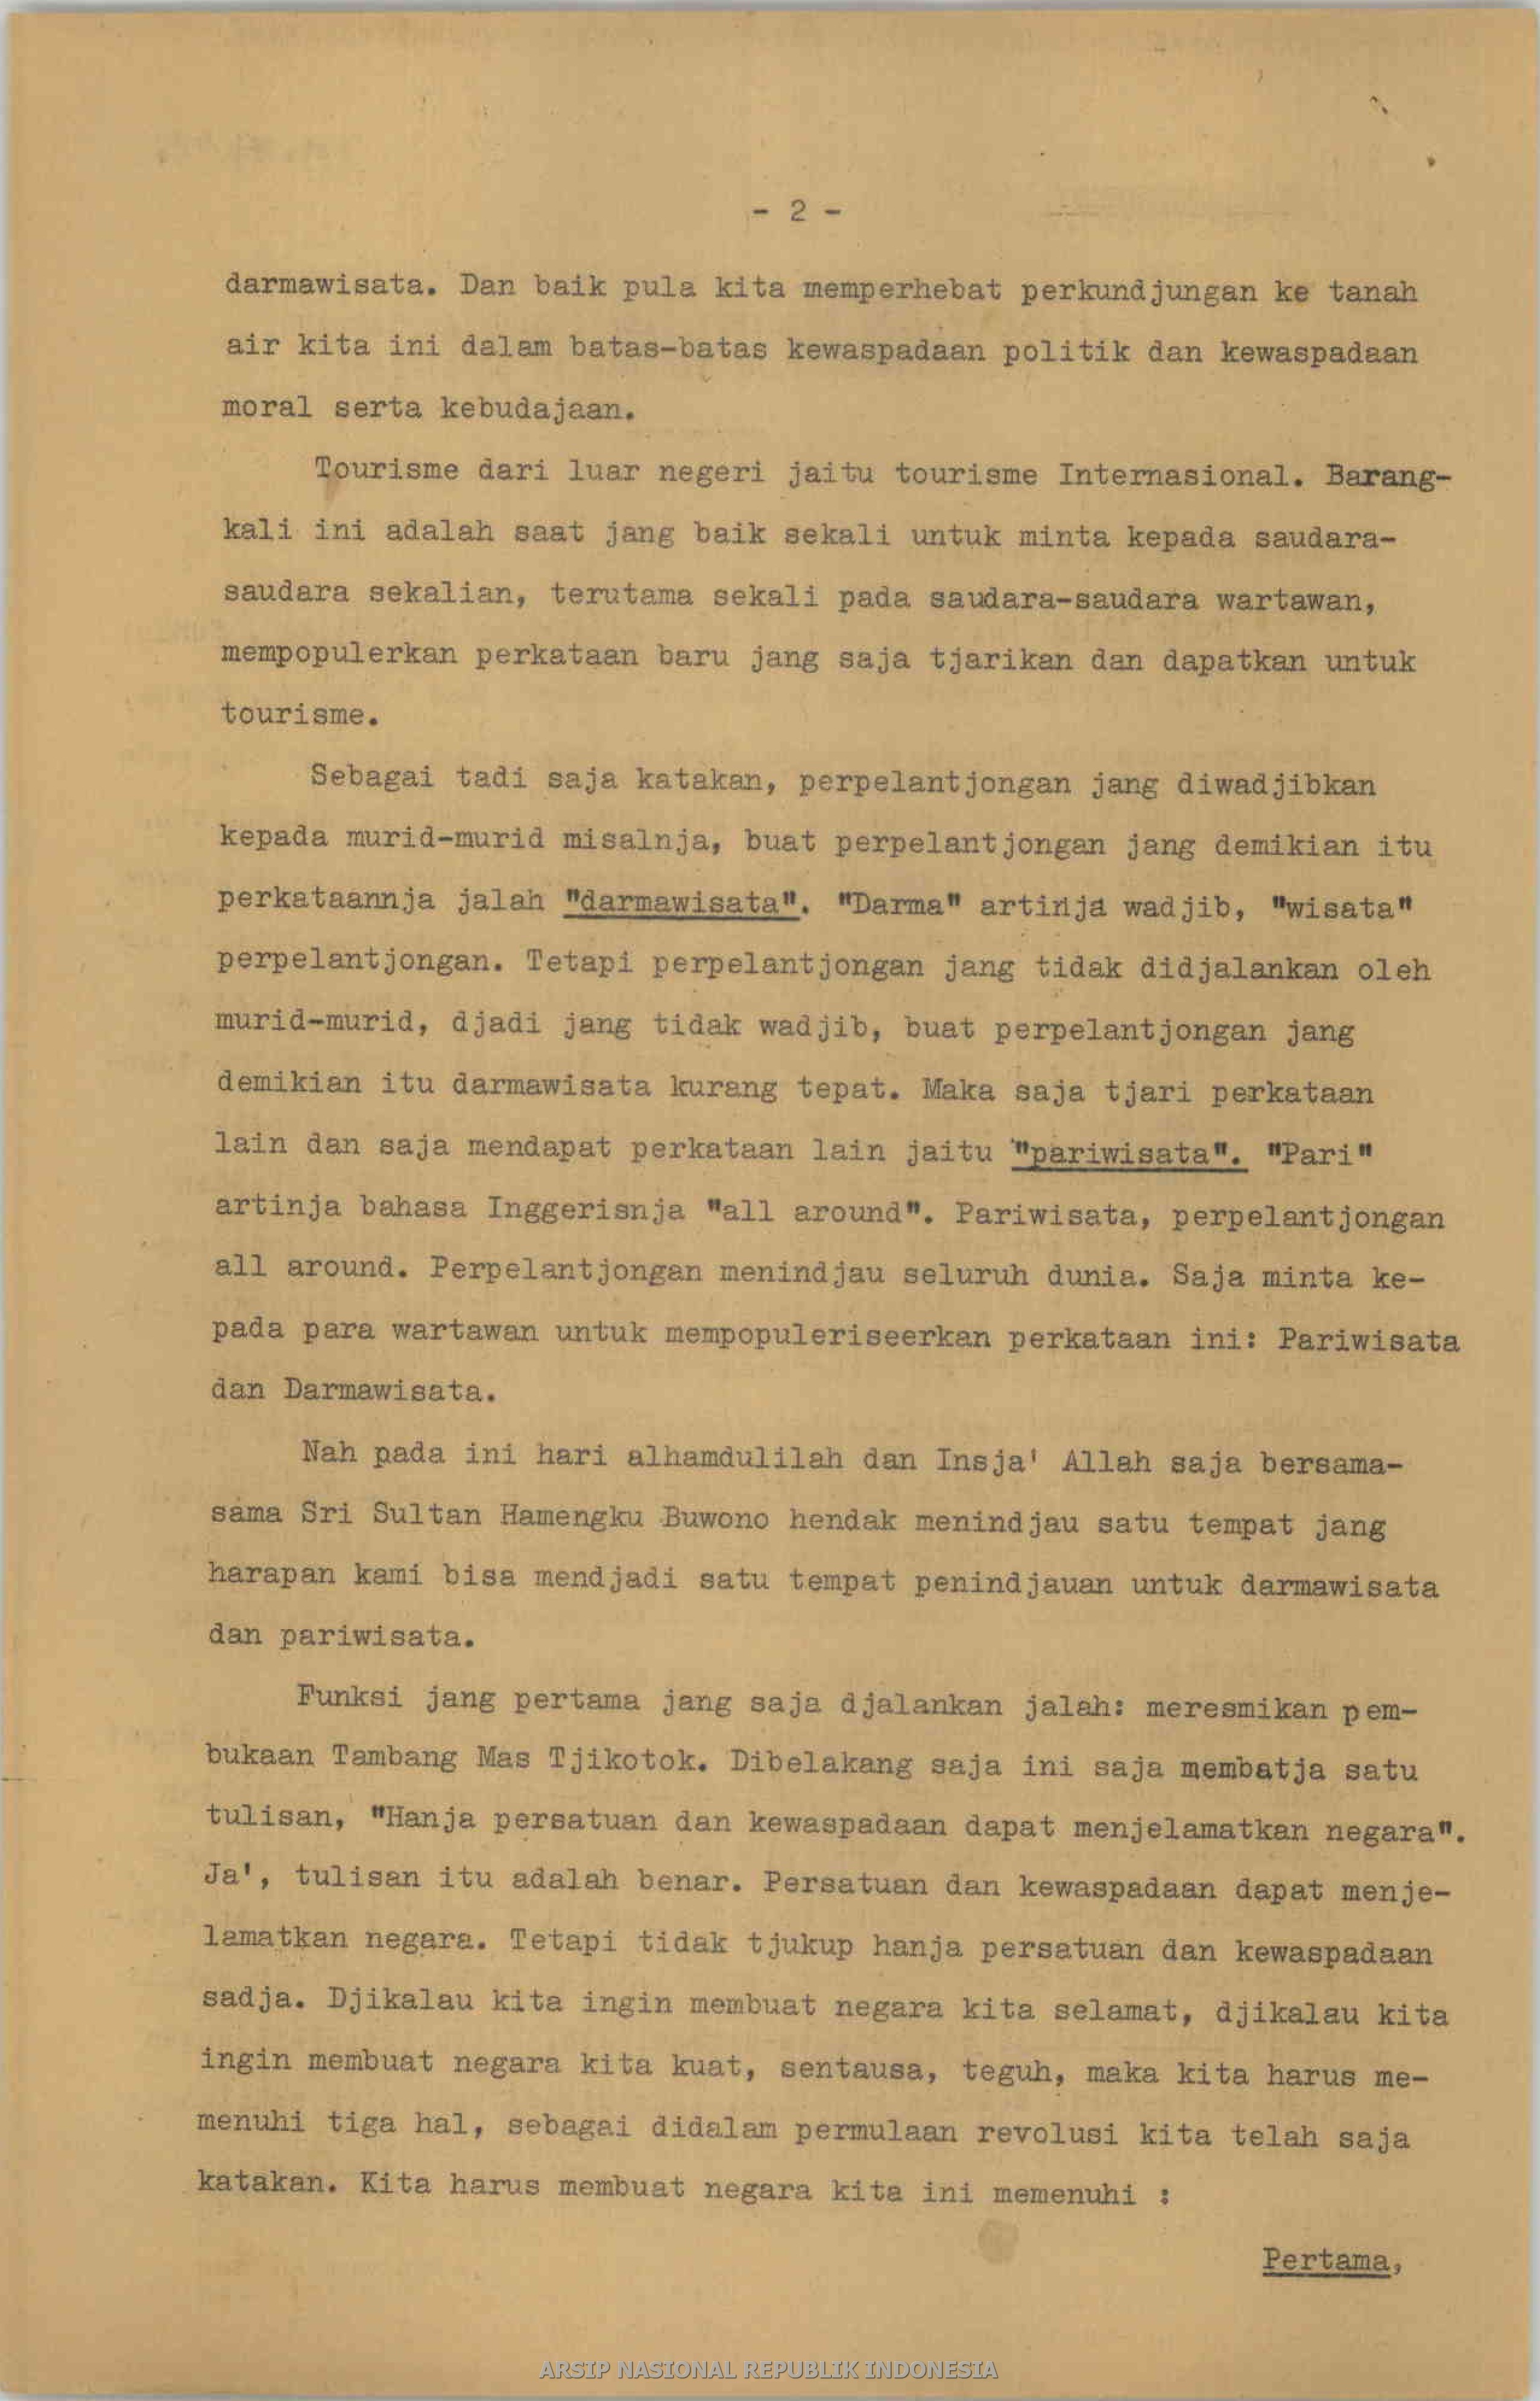 - 2 -
darmawisata. Dan baik pula kita memperhebat perkundjungan ke tanah
air kita ini dalam batas-batas kewaspadaan politik dan kewaspadaan
moral serta kebudajaan.
Tourisme dari luar negeri jaitu tourisme Internasional. Barang-
kali ini adalah saat jang baik sekali untuk minta kepada saudara-
saudara sekalian, terutama sekali pada saudara-saudara wartawan,
mempopulerkan perkataan baru jang saja tjarikan dan dapatkan untuk
tourisme.
Sebagai tadi saja katakan, perpelantjongan jang diwadjibkan
kepada murid-murid misalnja, buat perpelantjongan jang demikian itu
perkataannja jalah "darmawisata". "Darma" artinja wadjib, "wisata"
perpelantjongan. Tetapi perpelantjongan jang tidak didjalankan oleh
murid-murid, djadi jang tidak wadjib, buat perpelantjongan jang
demikian itu darmawisata kurang tepat. Maka saja tjari perkataan
lain dan saja mendapat perkataan lain jaitu "pariwisata". "Pari"
artinja bahasa Inggerisnja "all around". Pariwisata, perpelantjongan
all around. Perpelantjongan menindjau seluruh dunia. Saja minta ke-
pada para wartawan untuk mempopuleriseerkan perkataan ini: Pariwisata
dan Darmawisata.
Nah pada ini hari alhamdulilah dan Insja' Allah saja bersama-
sama Sri Sultan Hamengku Buwono hendak menindjau satu tempat jang
harapan kami bisa mendjadi satu tempat penindjauan untuk darmawisata
dan pariwisata.
Funksi jang pertama jang saja djalankan jalah: meresmikan pem-
bukaan Tambang Mas Tjikotok. Dibelakang saja ini saja membatja satu
tulisan, "Hanja persatuan dan kewaspadaan dapat menjelamatkan negara".
Ja', tulisan itu adalah benar. Persatuan dan kewaspadaan dapat menje-
lamatkan negara. Tetapi tidak tjukup hanja persatuan dan kewaspadaan
sadja. Djikalau kita ingin membuat negara kita selamat, djikalau kita
ingin membuat negara kita kuat, sentausa, teguh, maka kita harus me-
menuhi tiga hal, sebagai didalam permulaan revolusi kita telah saja
katakan. Kita harus membuat negara kita ini memenuhi :
Pertama,
ARSIP NASIONAL REPUBLIK INDONESIA